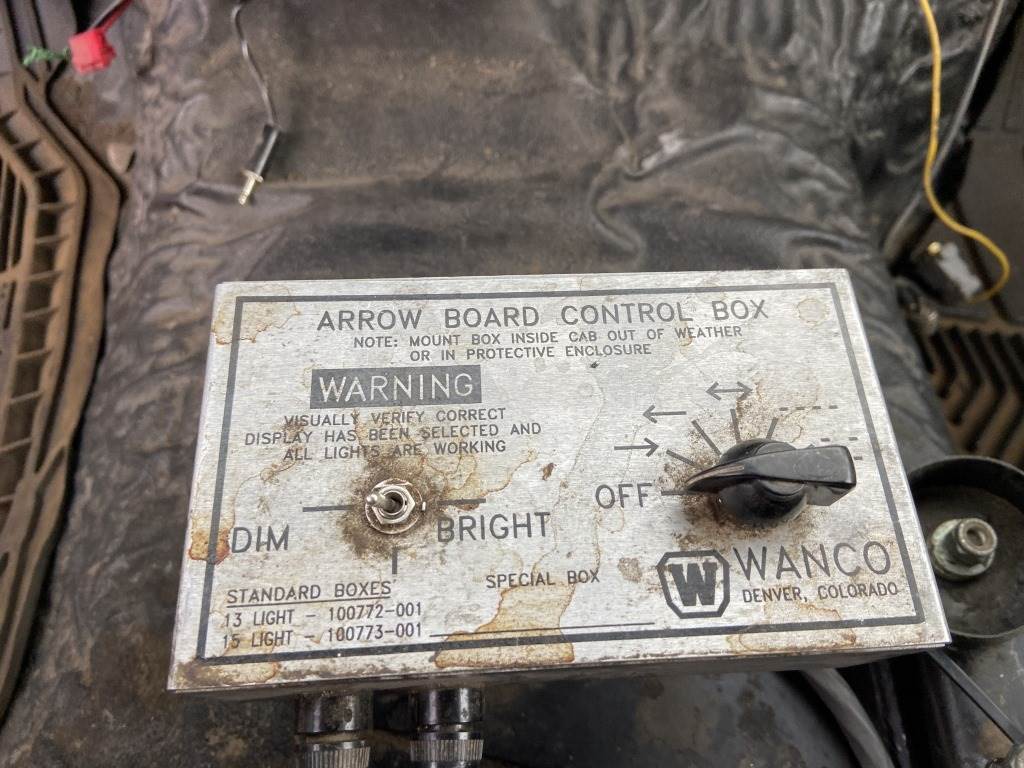 ARROW BOARD CONTROL BOX
NOTE: MOUNT BOX INSIDE CAB OUT OF WEATHER
OR IN PROTECTIVE ENCLOSURE
WARNING
VISUALLY VERIFY CORRECT
DISPLAY HAS BEEN SELECTED AND
ALL LIGHTS ARE WORKING
OFF
DIM
BRIGHT
STANDARD BOXES
13 LIGHT - 100772-001
15 LIGHT - 100773-001
SPECIAL BOX
W WANCO
DENVER, COLORADO